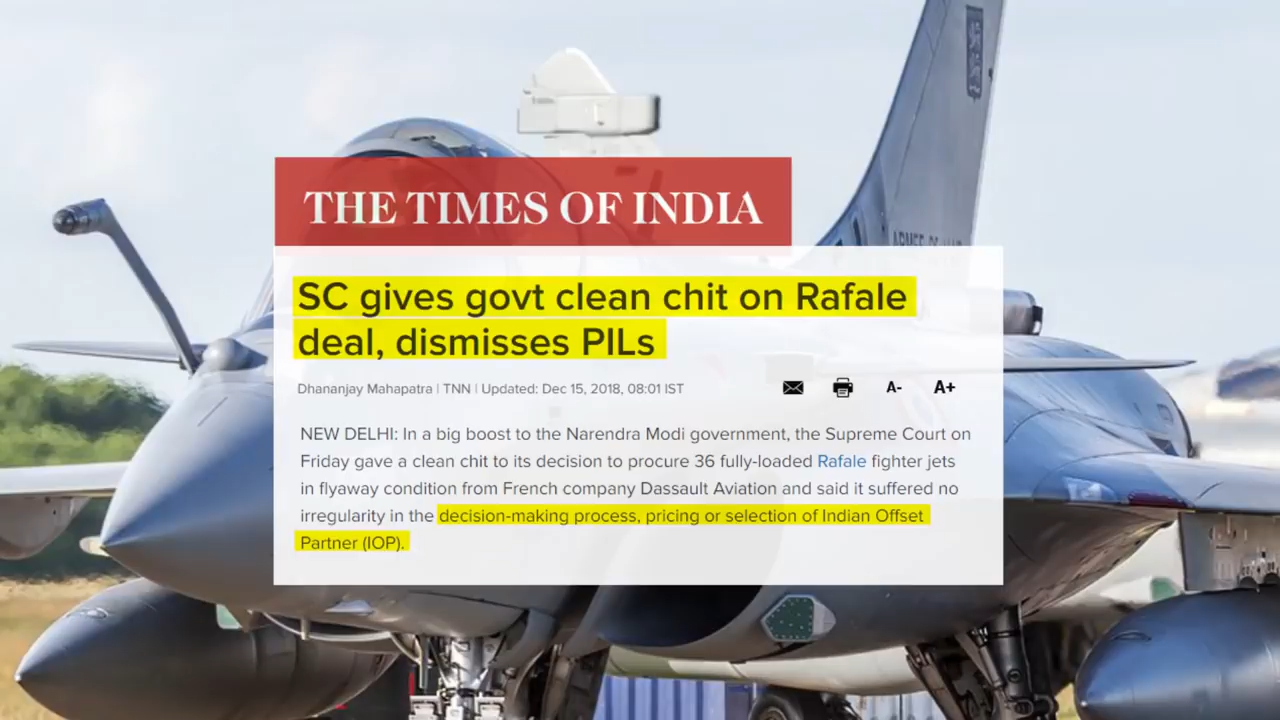 THE TIMES OF INDIA
SC gives govt clean chit on Rafale
deal, dismisses PILs
Dhananjay Mahapatra | TNN | Updated: Dec 15, 2018, 08:01 IST
A- A+
NEW DELHI: In a big boost to the Narendra Modi government, the Supreme Court on
Friday gave a clean chit to its decision to procure 36 fully-loaded Rafale fighter jets
in flyaway condition from French company Dassault Aviation and said it suffered no
irregularity in the decision-making process, pricing or selection of Indian Offset
Partner (IOP).